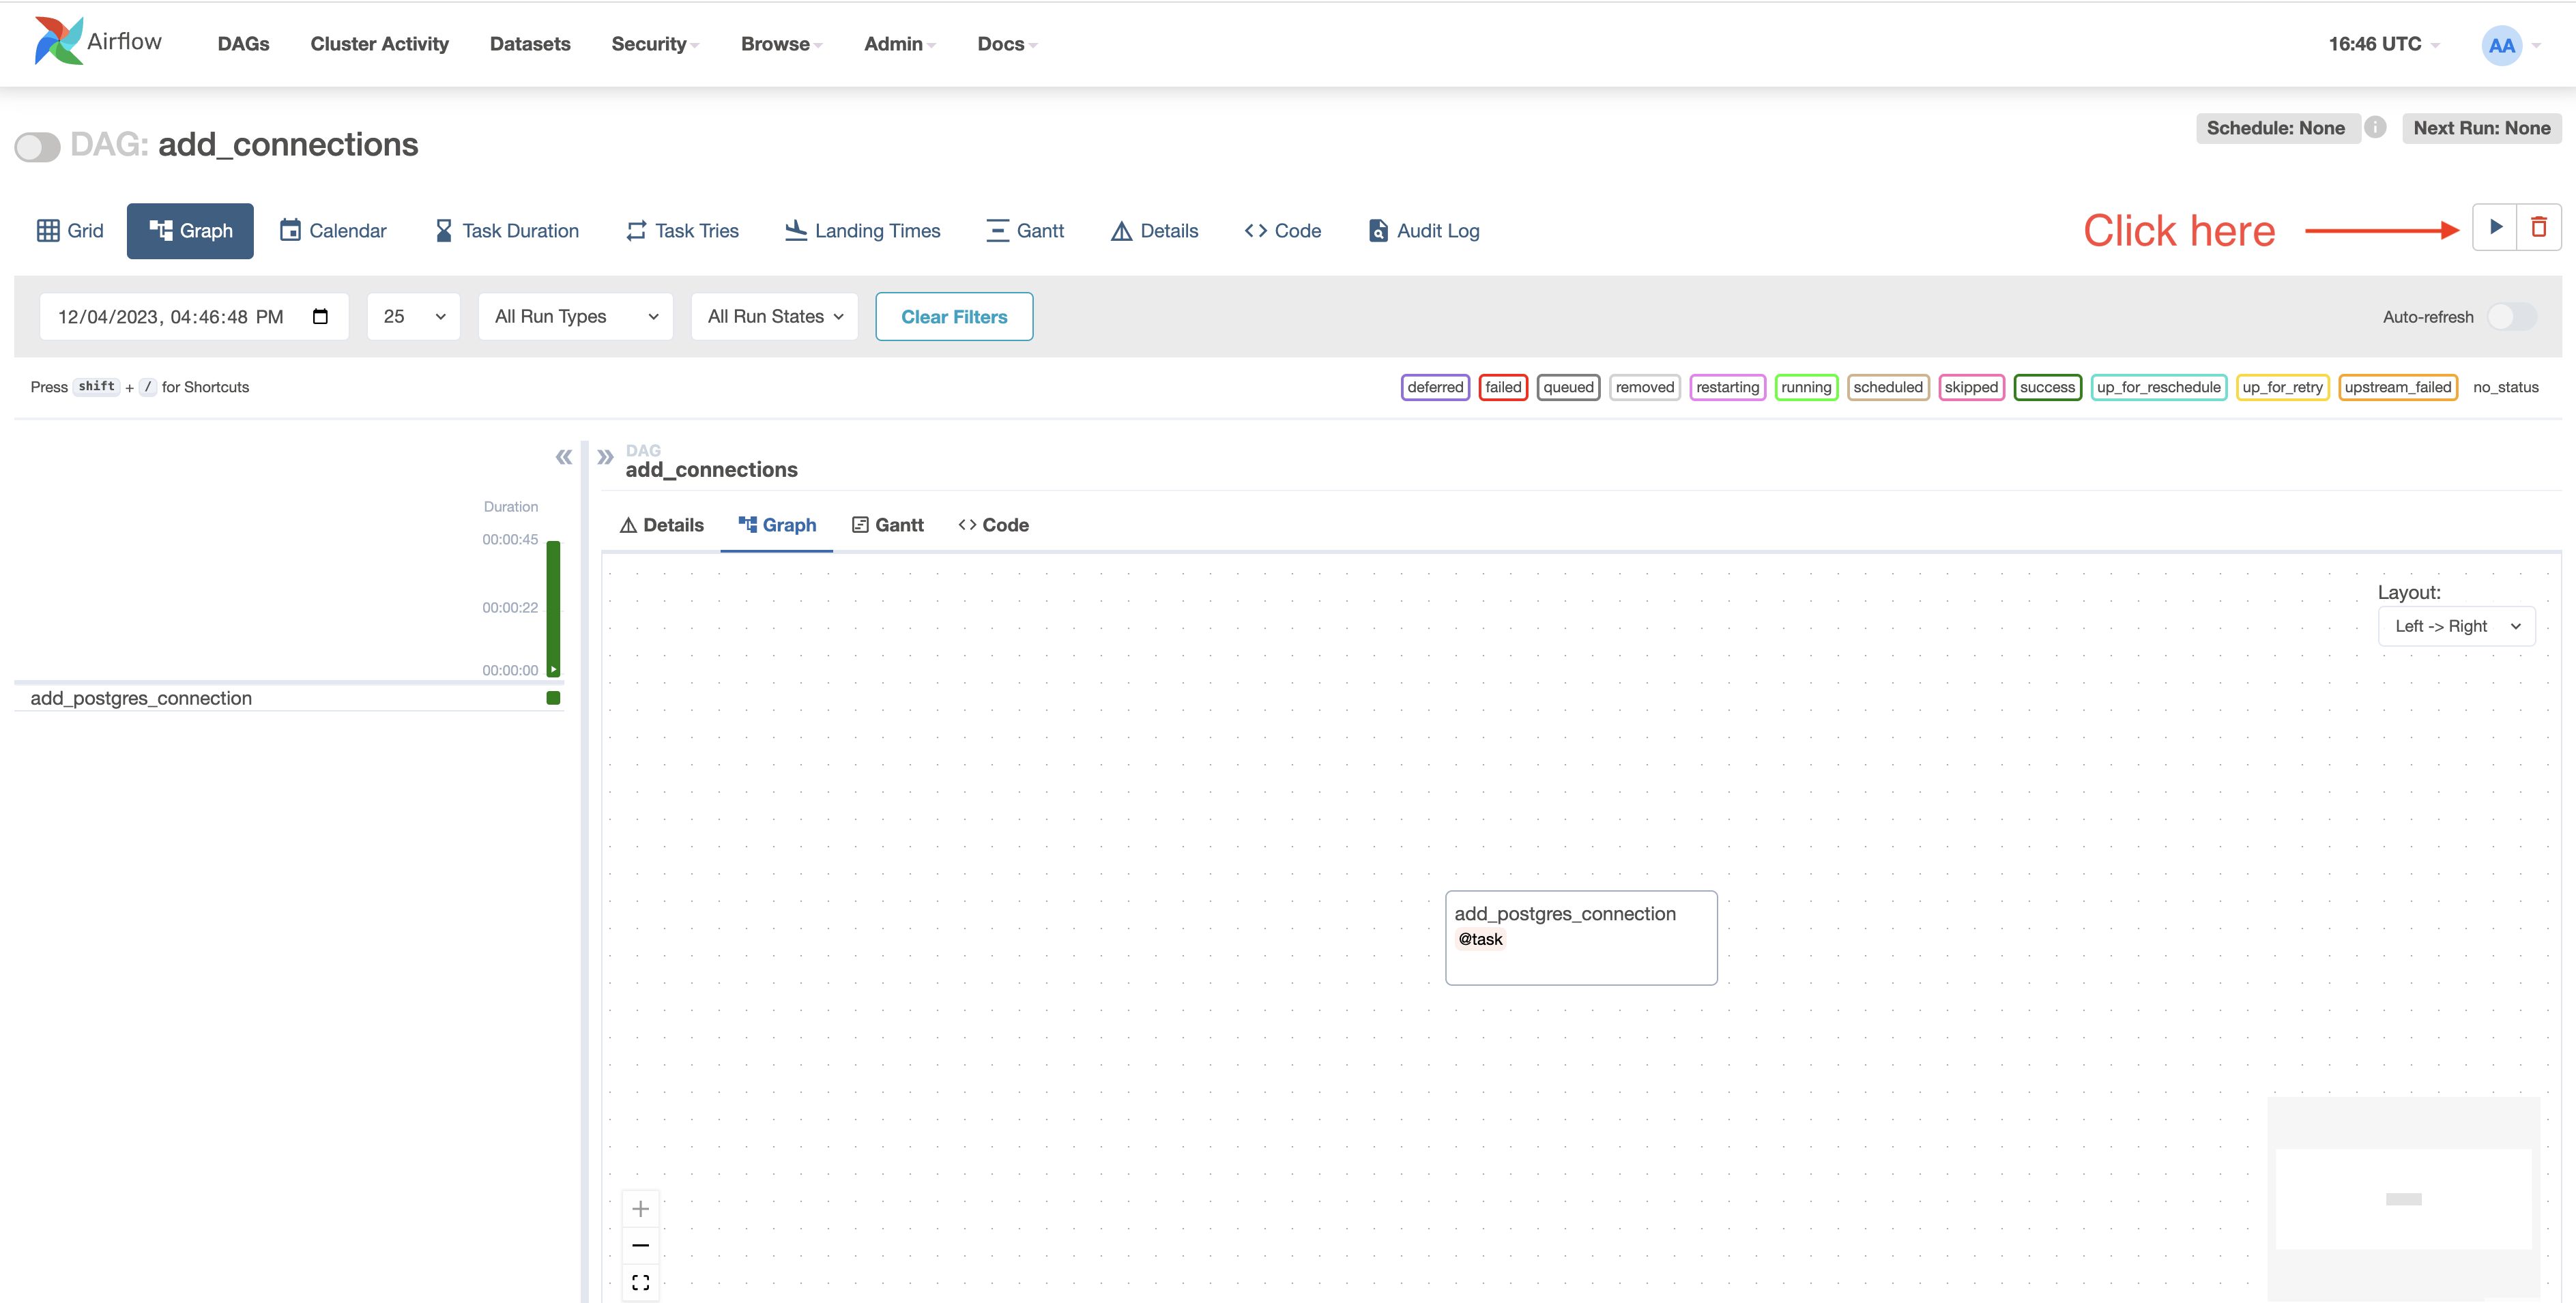 Airflow DAGs Cluster Activity Datasets Security Browse Admin Docs 16:46 UTC AA
DAG: add_connections Schedule: None i Next Run: None
Grid Graph Calendar Task Duration Task Tries Landing Times Gantt Details Code Audit Log Click here
12/04/2023, 04:46:48 PM 25 All Run Types All Run States Clear Filters Auto-refresh
Press shift + / for Shortcuts deferred failed queued removed restarting running scheduled skipped success up_for_reschedule up_for_retry upstream_failed no_status
DAG
add_connections
Duration
Details Graph Gantt Code
00:00:45
00:00:22
00:00:00
add_postgres_connection
Layout:
Left -> Right
add_postgres_connection
@task